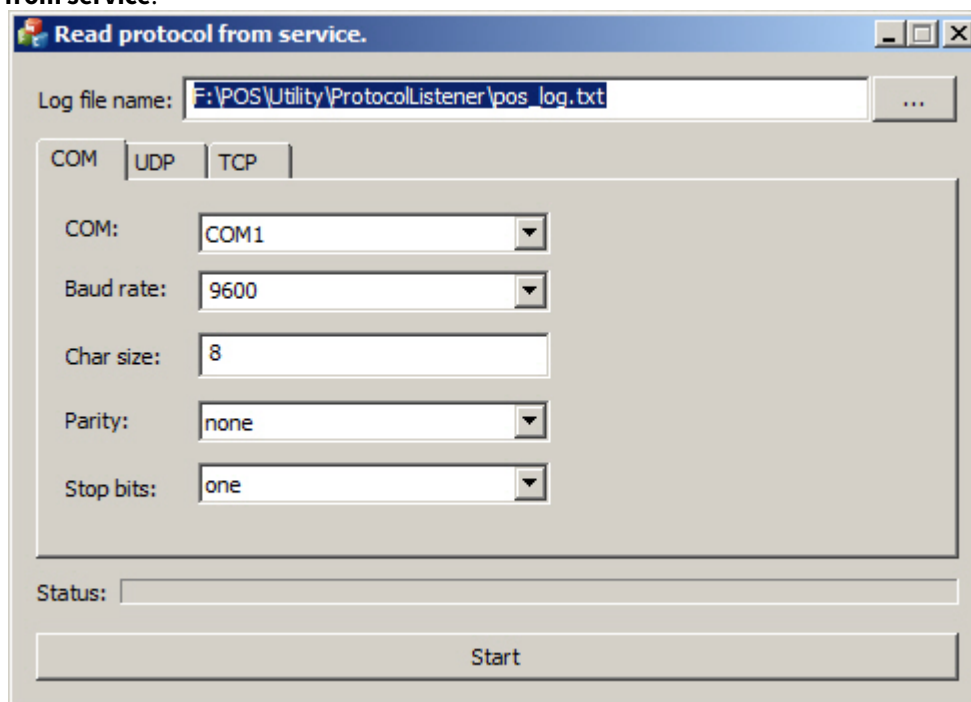 from service.
Read protocol from service.
Log file name: F:\POS\Utility\ProtocolListener\pos_log.txt ...
COM UDP TCP
COM: COM1
Baud rate: 9600
Char size: 8
Parity: none
Stop bits: one
Status:
Start